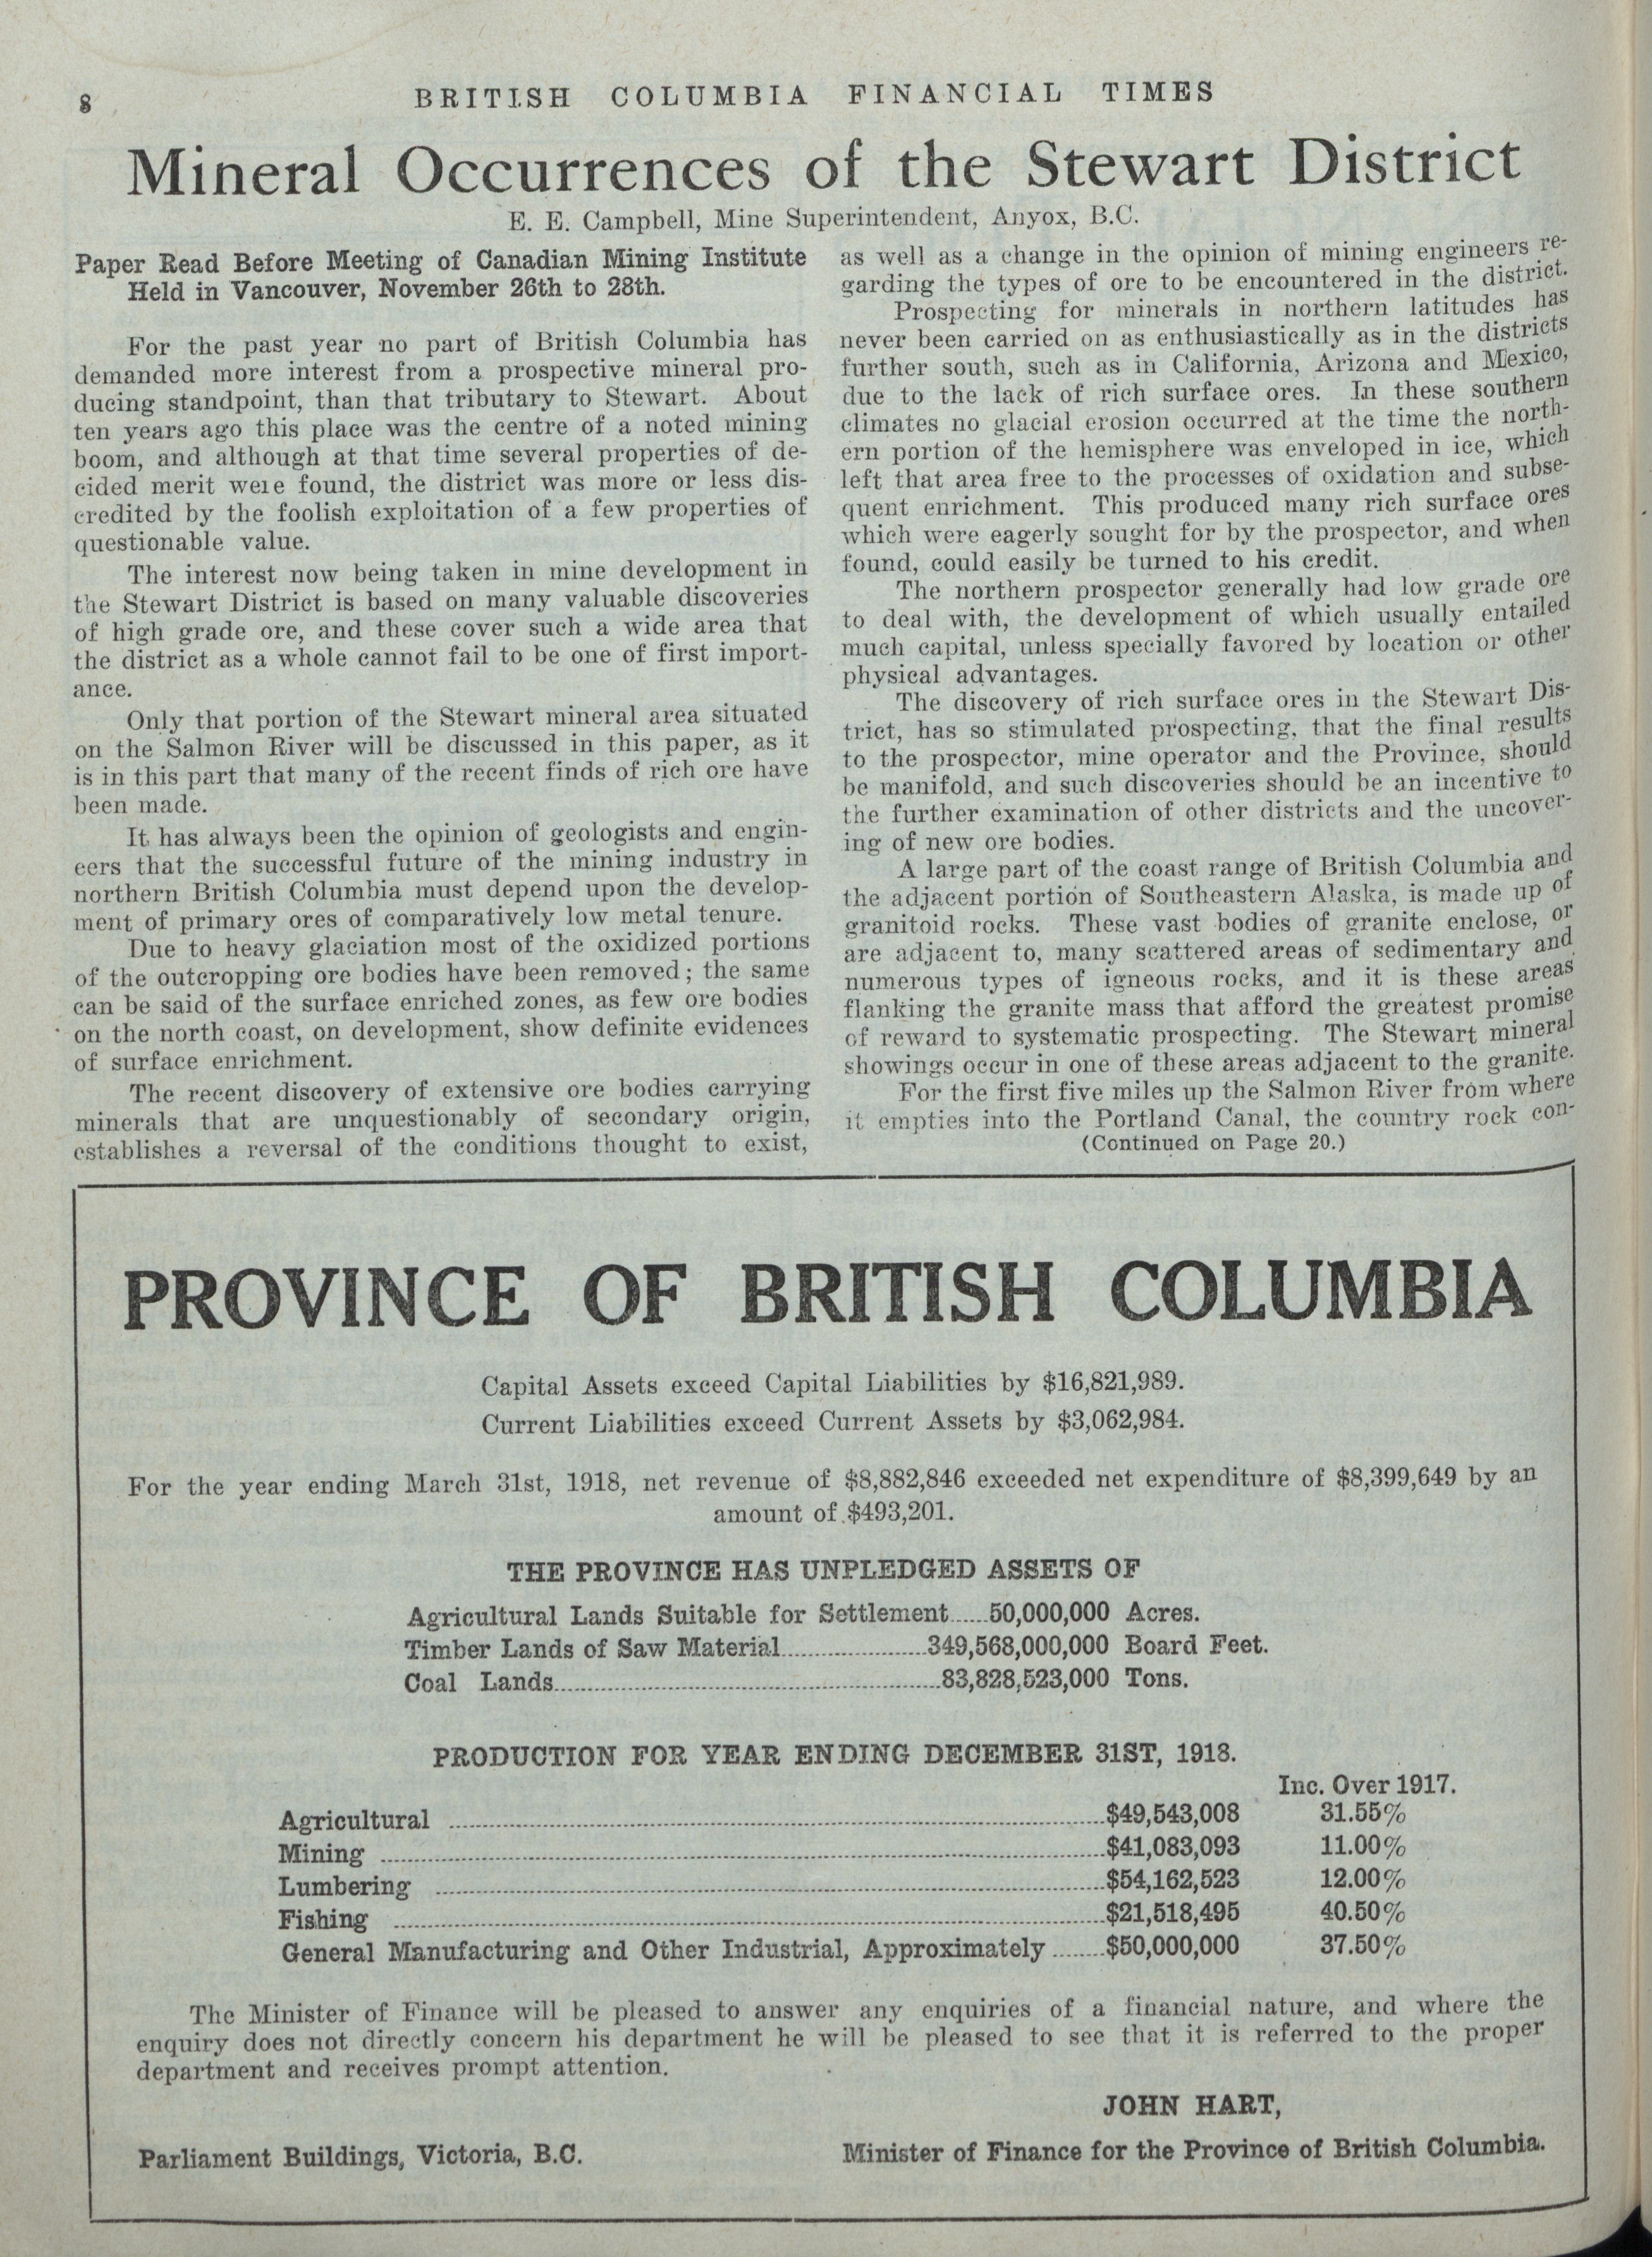 8
BRITISH COLUMBIA FINANCIAL TIMES
Mineral Occurrences of the Stewart District
E. E. Campbell, Mine Superintendent, Anyox, B.C.
Paper Read Before Meeting of Canadian Mining Institute
Held in Vancouver, November 26th to 28th.
For the past year no part of British Columbia has
demanded more interest from a prospective mineral pro-
ducing standpoint, than that tributary to Stewart. About
ten years ago this place was the centre of a noted mining
boom, and although at that time several properties of de-
cided merit were found, the district was more or less dis-
credited by the foolish exploitation of a few properties of
questionable value.
The interest now being taken in mine development in
the Stewart District is based on many valuable discoveries
of high grade ore, and these cover such a wide area that
the district as a whole cannot fail to be one of first import-
ance.
Only that portion of the Stewart mineral area situated
on the Salmon River will be discussed in this paper, as it
is in this part that many of the recent finds of rich ore have
been made.
It has always been the opinion of geologists and engin-
eers that the successful future of the mining industry in
northern British Columbia must depend upon the develop-
ment of primary ores of comparatively low metal tenure.
Due to heavy glaciation most of the oxidized portions
of the outcropping ore bodies have been removed; the same
can be said of the surface enriched zones, as few ore bodies
on the north coast, on development, show definite evidences
of surface enrichment.
The recent discovery of extensive ore bodies carrying
minerals that are unquestionably of secondary origin,
establishes a reversal of the conditions thought to exist,
as well as a change in the opinion of mining engineers re-
garding the types of ore to be encountered in the district.
Prospecting for minerals in northern latitudes has
never been carried on as enthusiastically as in the districts
further south, such as in California, Arizona and Mexico,
due to the lack of rich surface ores. In these southern
climates no glacial erosion occurred at the time the north-
ern portion of the hemisphere was enveloped in ice, which
left that area free to the processes of oxidation and subse-
quent enrichment. This produced many rich surface ores
which were eagerly sought for by the prospector, and when
found, could easily be turned to his credit.
The northern prospector generally had low grade ore
to deal with, the development of which usually entailed
much capital, unless specially favored by location or other
physical advantages.
The discovery of rich surface ores in the Stewart Dis-
trict, has so stimulated prospecting, that the final results
to the prospector, mine operator and the Province, should
be manifold, and such discoveries should be an incentive to
the further examination of other districts and the uncover-
ing of new ore bodies.
A large part of the coast range of British Columbia and
the adjacent portion of Southeastern Alaska, is made up of
granitoid rocks. These vast bodies of granite enclose, or
are adjacent to, many scattered areas of sedimentary and
numerous types of igneous rocks, and it is these areas
flanking the granite mass that afford the greatest promise
of reward to systematic prospecting. The Stewart mineral
showings occur in one of these areas adjacent to the granite.
For the first five miles up the Salmon River from where
it empties into the Portland Canal, the country rock con-
(Continued on Page 20.)
PROVINCE OF BRITISH COLUMBIA
Capital Assets exceed Capital Liabilities by $16,821,989.
Current Liabilities exceed Current Assets by $3,062,984.
For the year ending March 31st, 1918, net revenue of $8,882,846 exceeded net expenditure of $8,399,649 by an
amount of $493,201.
THE PROVINCE HAS UNPLEDGED ASSETS OF
Agricultural Lands Suitable for Settlement......50,000,000 Acres.
Timber Lands of Saw Material......................349,568,000,000 Board Feet.
Coal Lands..........................................................83,828,523,000 Tons.
PRODUCTION FOR YEAR ENDING DECEMBER 31ST, 1918.
Inc. Over 1917.
Agricultural ..........$49,543,008 31.55%
Mining ..........$41,083,093 11.00%
Lumbering ..........$54,162,523 12.00%
Fishing ..........$21,518,495 40.50%
General Manufacturing and Other Industrial, Approximately ........$50,000,000 37.50%
The Minister of Finance will be pleased to answer any enquiries of a financial nature, and where the
enquiry does not directly concern his department he will be pleased to see that it is referred to the proper
department and receives prompt attention.
JOHN HART,
Parliament Buildings, Victoria, B.C. Minister of Finance for the Province of British Columbia.